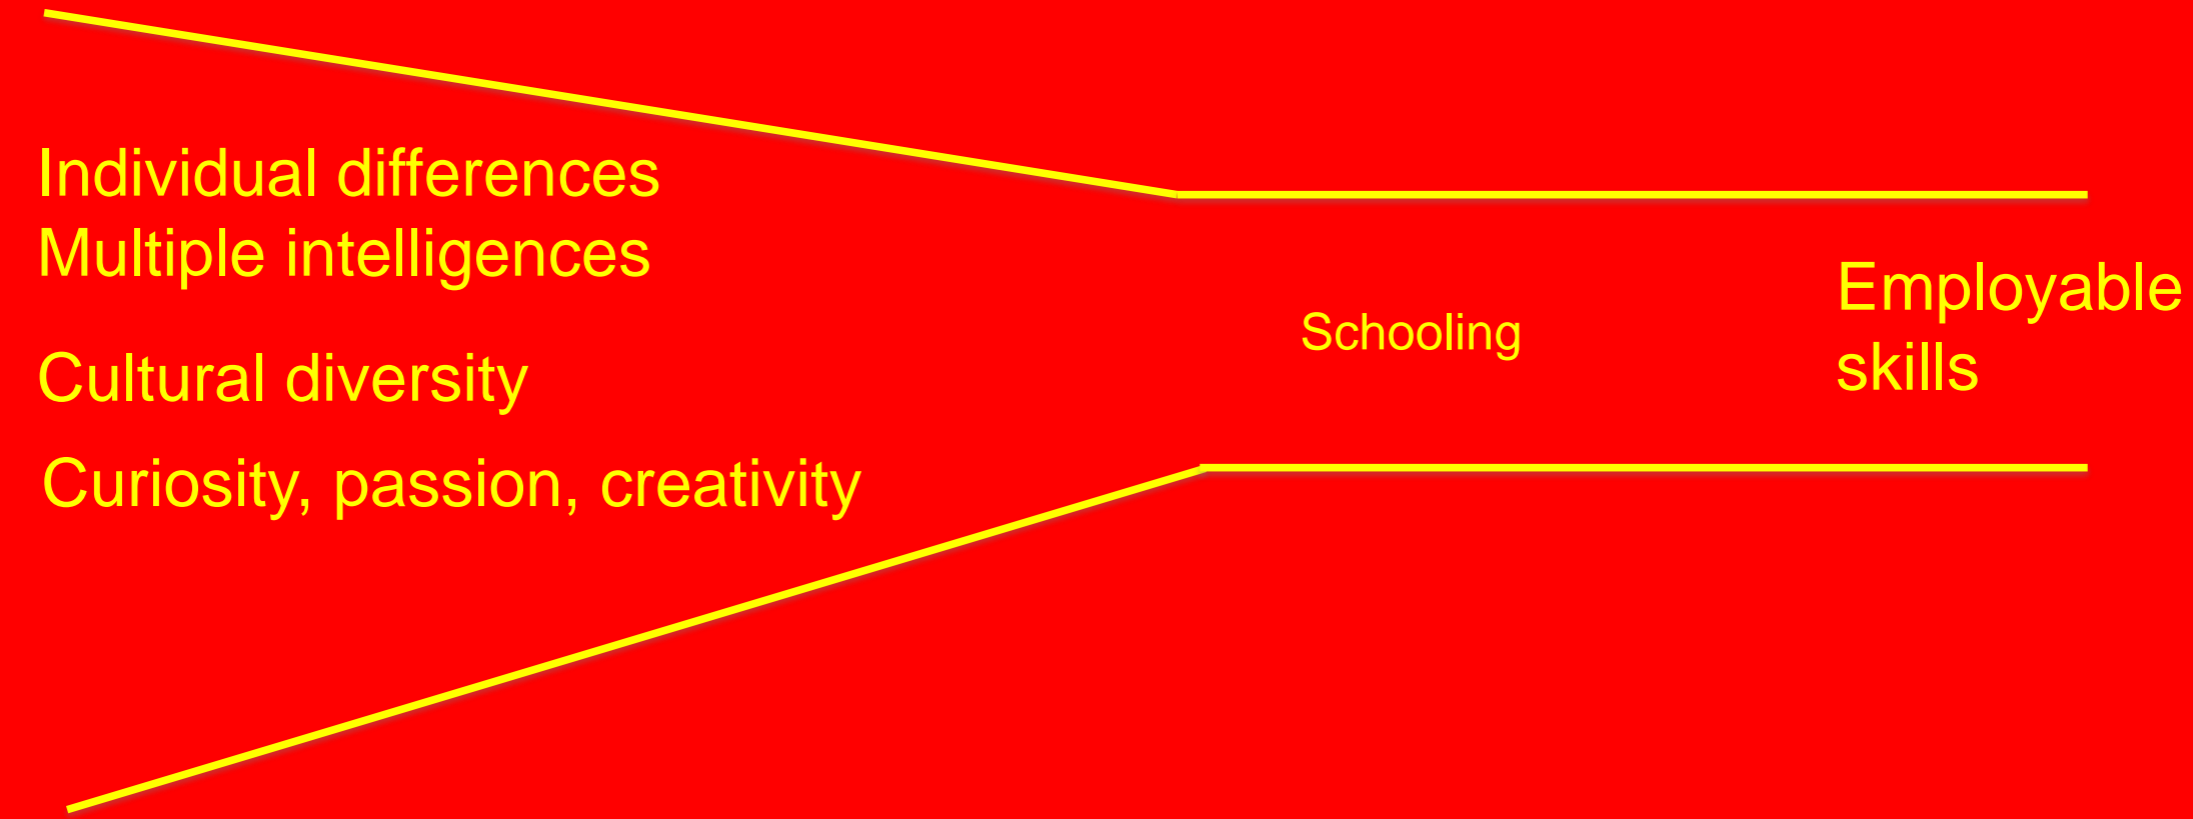 Individual differences
Multiple intelligences
Cultural diversity
Curiosity, passion, creativity
Schooling
Employable
skills